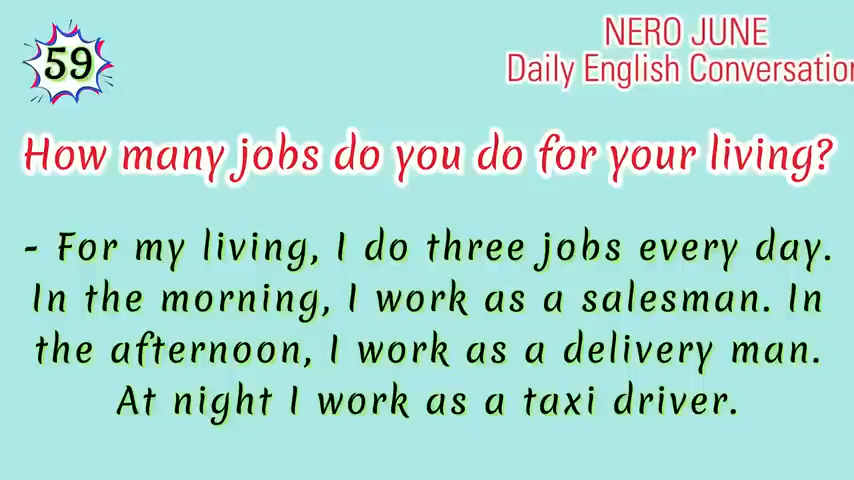 59
NERO JUNE
Daily English Conversation
How many jobs do you do for your living?
- For my living, I do three jobs every day.
In the morning, I work as a salesman. In
the afternoon, I work as a delivery man.
At night I work as a taxi driver.